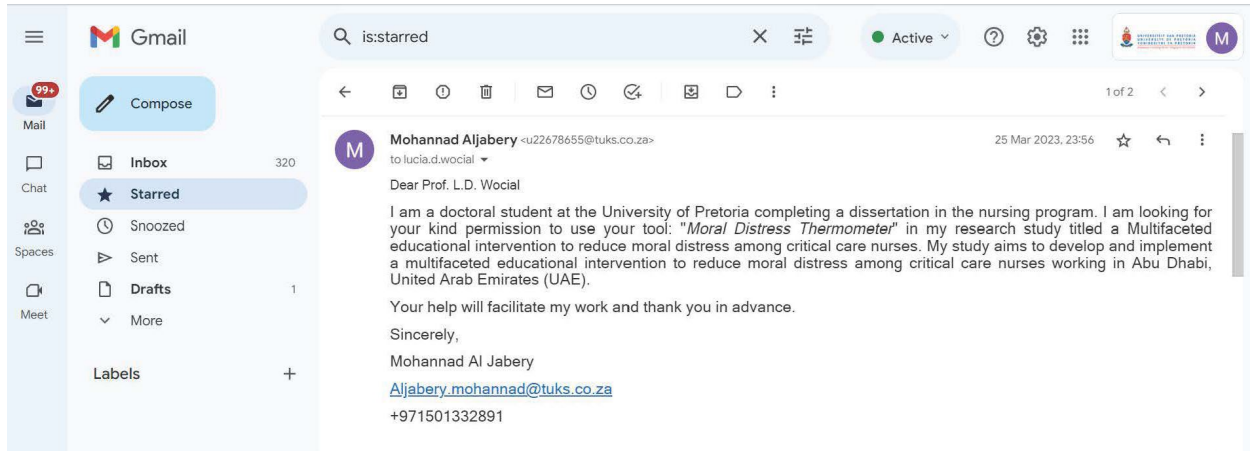 Gmail
is:starred
Active
99+
Mail
Chat
Spaces
Meet
Compose
Inbox 320
Starred
Snoozed
Sent
Drafts 1
More
Labels
1 of 2
M
M
Mohannad Aljabery <u22678655@tuks.co.za>
25 Mar 2023, 23:56
to lucia.d.wocial
Dear Prof. L.D. Wocial
I am a doctoral student at the University of Pretoria completing a dissertation in the nursing program. I am looking for
your kind permission to use your tool: "Moral Distress Thermometer" in my research study titled a Multifaceted
educational intervention to reduce moral distress among critical care nurses. My study aims to develop and implement
a multifaceted educational intervention to reduce moral distress among critical care nurses working in Abu Dhabi,
United Arab Emirates (UAE).
Your help will facilitate my work and thank you in advance.
Sincerely,
Mohannad Al Jabery
Aljabery.mohannad@tuks.co.za
+971501332891